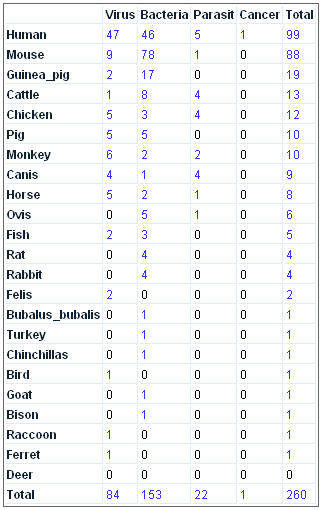 Virus Bacteria Parasit Cancer Total
Human 47 46 5 1 99
Mouse 9 78 1 0 88
Guinea_pig 2 17 0 0 19
Cattle 1 8 4 0 13
Chicken 5 3 4 0 12
Pig 5 5 0 0 10
Monkey 6 2 2 0 10
Canis 4 1 4 0 9
Horse 5 2 1 0 8
Ovis 0 5 1 0 6
Fish 2 3 0 0 5
Rat 0 4 0 0 4
Rabbit 0 4 0 0 4
Felis 2 0 0 0 2
Bubalus_bubalis 0 1 0 0 1
Turkey 0 1 0 0 1
Chinchillas 0 1 0 0 1
Bird 1 0 0 0 1
Goat 0 1 0 0 1
Bison 0 1 0 0 1
Raccoon 1 0 0 0 1
Ferret 1 0 0 0 1
Deer 0 0 0 0 0
Total 84 153 22 1 260